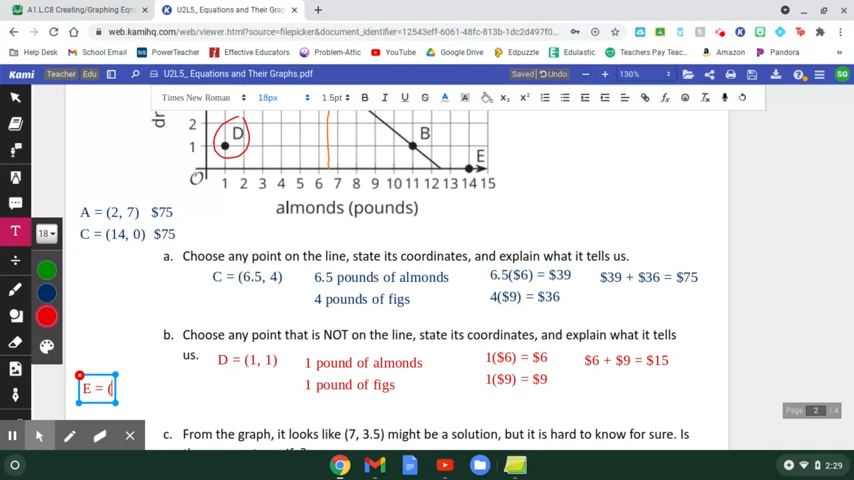 A1.LC8 Creating/Graphing Equ
U2L5_ Equations and Their Graphs
web.kamihq.com/web/viewer.html?source=filepicker&document_identifier=12543eff-6061-48fc-813b-1dc2d497f0...
Help Desk School Email SIS PowerTeacher Effective Educators Problem-Attic YouTube Google Drive Edpuzzle Edulastic Teachers Pay Teac... Amazon Pandora
Kami Teacher Edu U2L5_ Equations and Their Graphs.pdf Saved Undo 130% SG
Times New Roman 18px 1.5pt B I U S A A
dr
2
1
D
B
E
O
1 2 3 4 5 6 7 8 9 10 11 12 13 14 15
almonds (pounds)
A = (2, 7) $75
C = (14, 0) $75
T 18
a. Choose any point on the line, state its coordinates, and explain what it tells us.
C = (6.5, 4) 6.5 pounds of almonds 6.5($6) = $39 $39 + $36 = $75
4 pounds of figs 4($9) = $36
b. Choose any point that is NOT on the line, state its coordinates, and explain what it tells
us. D = (1, 1) 1 pound of almonds 1($6) = $6 $6 + $9 = $15
1 pound of figs 1($9) = $9
E = (
Page 2 / 4
c. From the graph, it looks like (7, 3.5) might be a solution, but it is hard to know for sure. Is
2:29